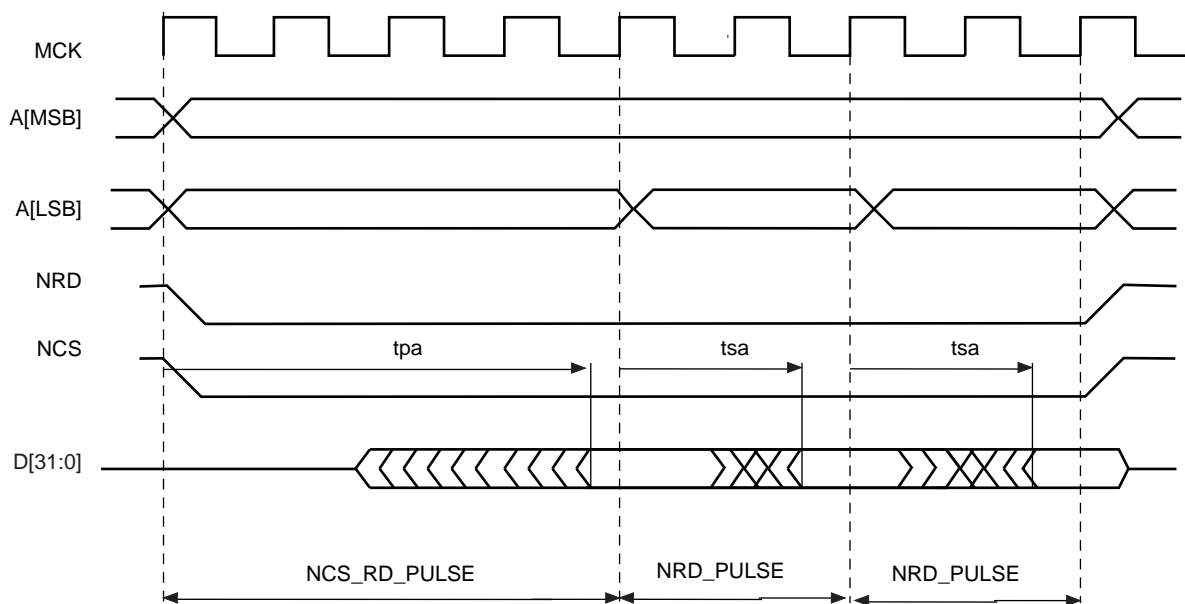 MCK
A[MSB]
A[LSB]
NRD
NCS
tpa tsa tsa
D[31:0]
NCS_RD_PULSE NRD_PULSE NRD_PULSE